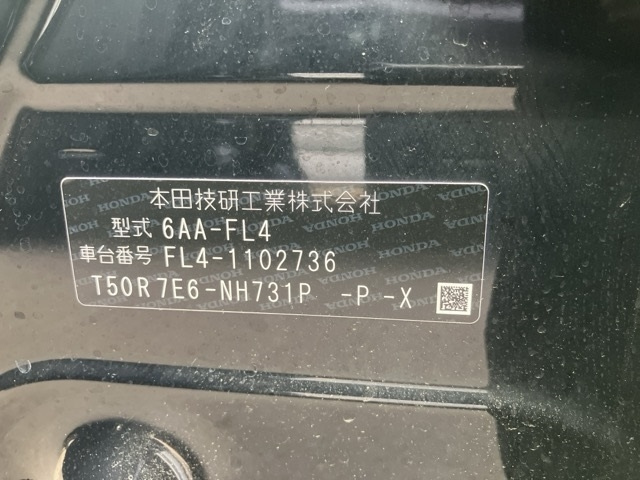 本田技研工業株式会社
型式 6AA-FL4
車台番号 FL4-1102736
T50R7E6-NH731P -P -X